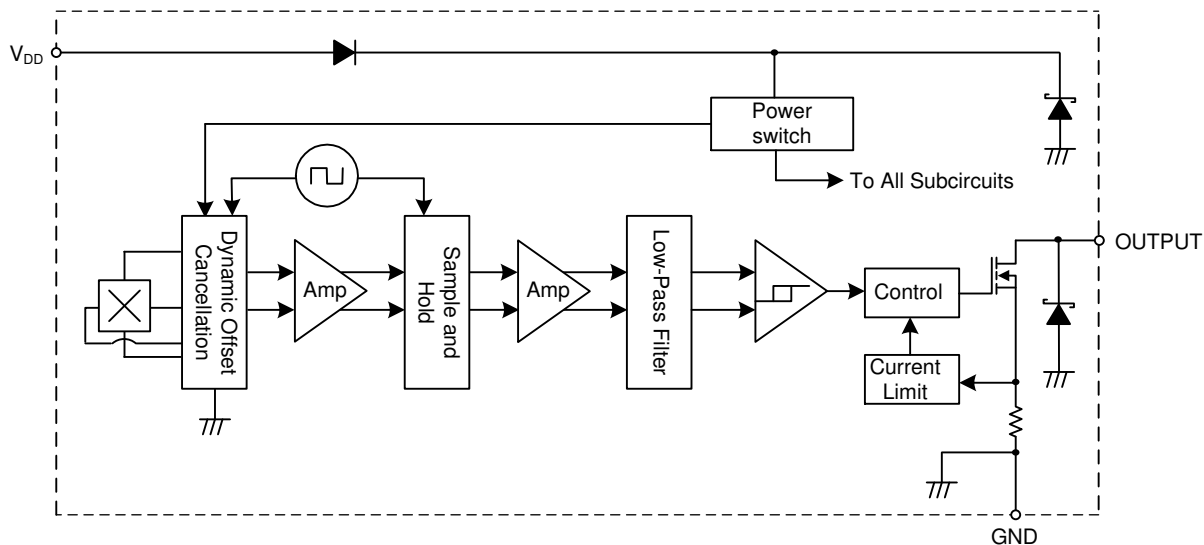 VDD
Power
switch
To All Subcircuits
Dynamic Offset
Cancellation
Amp
Sample and
Hold
Amp
Low-Pass Filter
Control
Current
Limit
OUTPUT
GND